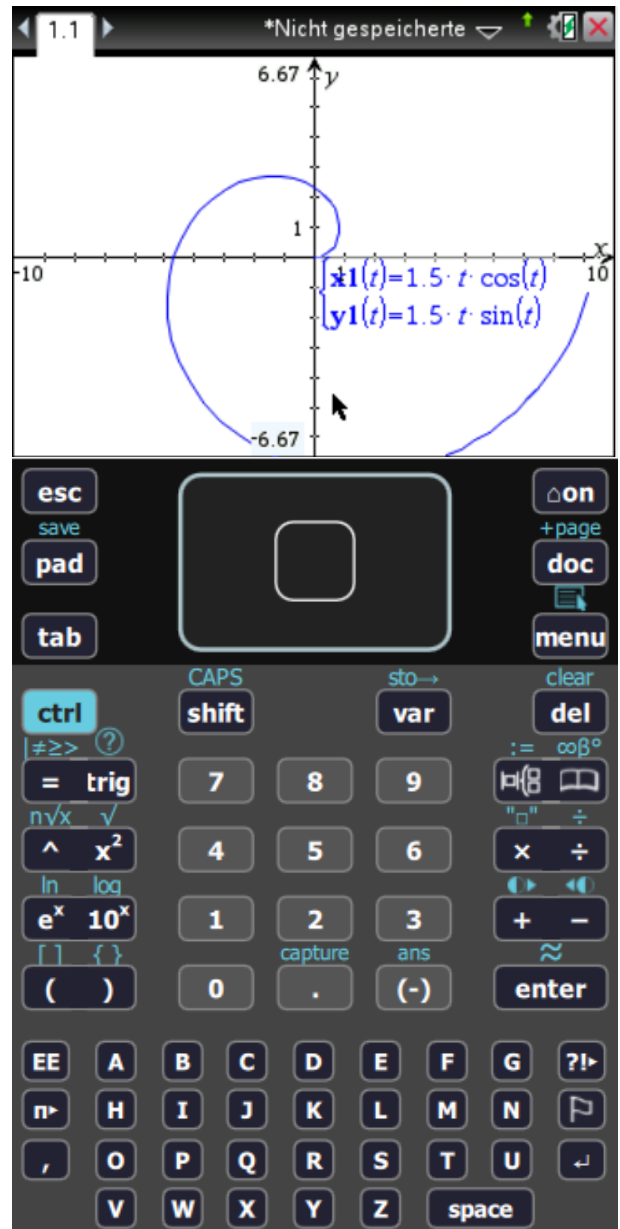 1.1 *Nicht gespeicherte
6.67 y
1
x
-10 10
x1(t)=1.5·t·cos(t)
y1(t)=1.5·t·sin(t)
-6.67
esc ⌂on
save +page
pad doc
tab menu
CAPS sto→ clear
ctrl shift var del
|≠≥> ? := ∞β°
= trig 7 8 9
n√x √ "□" ÷
^ x² 4 5 6 × ÷
ln log
eˣ 10ˣ 1 2 3 + −
[ ] { } capture ans ≈
( ) 0 . (-) enter
EE A B C D E F G ?!▸
π▸ H I J K L M N
, O P Q R S T U ↵
V W X Y Z space